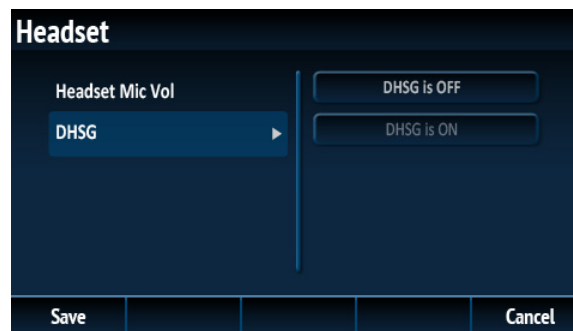 Headset
Headset Mic Vol
DHSG
DHSG is OFF
DHSG is ON
Save
Cancel